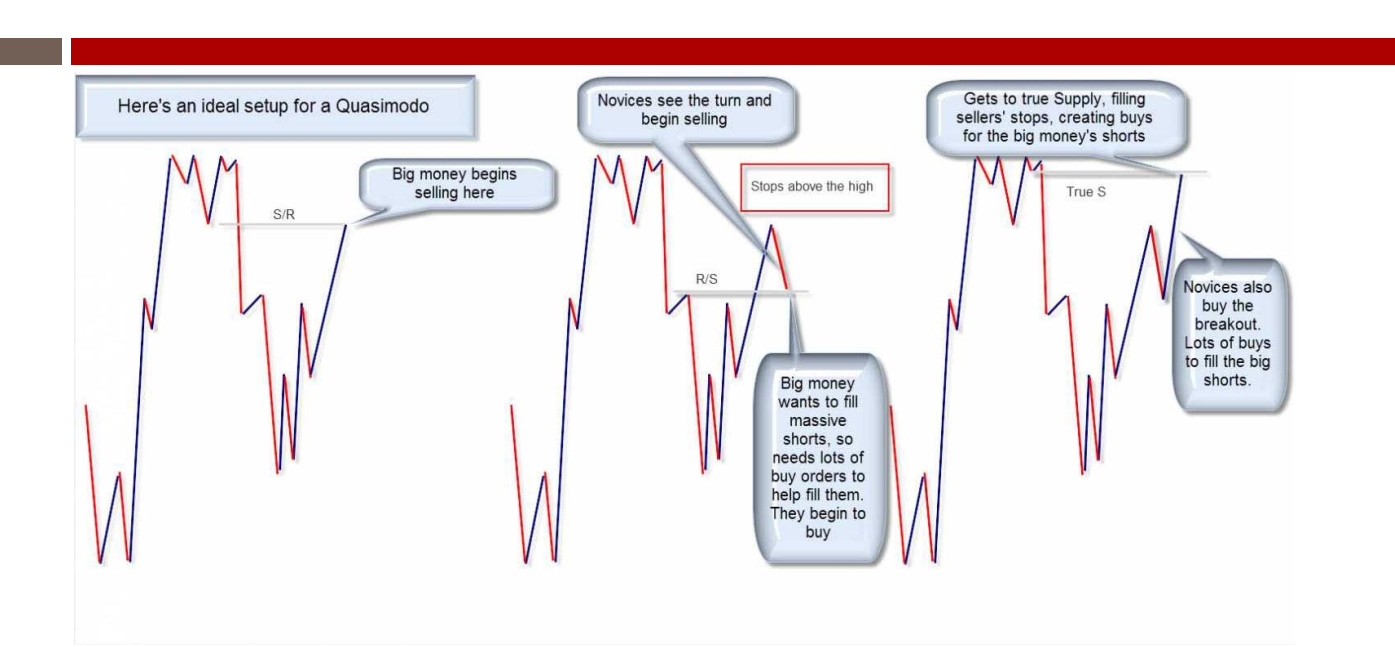 Here's an ideal setup for a Quasimodo
Big money begins
selling here
S/R
Novices see the turn and
begin selling
Stops above the high
R/S
Big money
wants to fill
massive
shorts, so
needs lots of
buy orders to
help fill them.
They begin to
buy
Gets to true Supply, filling
sellers' stops, creating buys
for the big money's shorts
True S
Novices also
buy the
breakout.
Lots of buys
to fill the big
shorts.